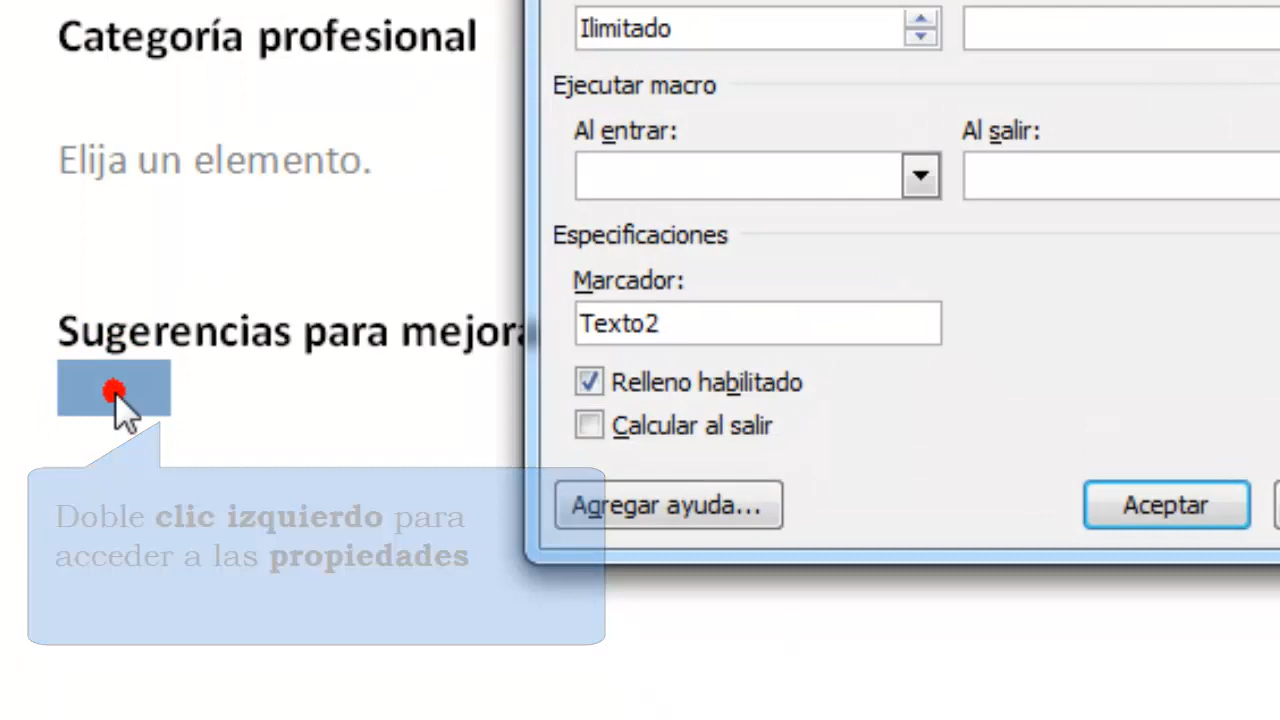 Categoría profesional
Elija un elemento.
Sugerencias para mejora
Doble clic izquierdo para
acceder a las propiedades
Ilimitado
Ejecutar macro
Al entrar:
Al salir:
Especificaciones
Marcador:
Texto2
Relleno habilitado
Calcular al salir
Agregar ayuda...
Aceptar